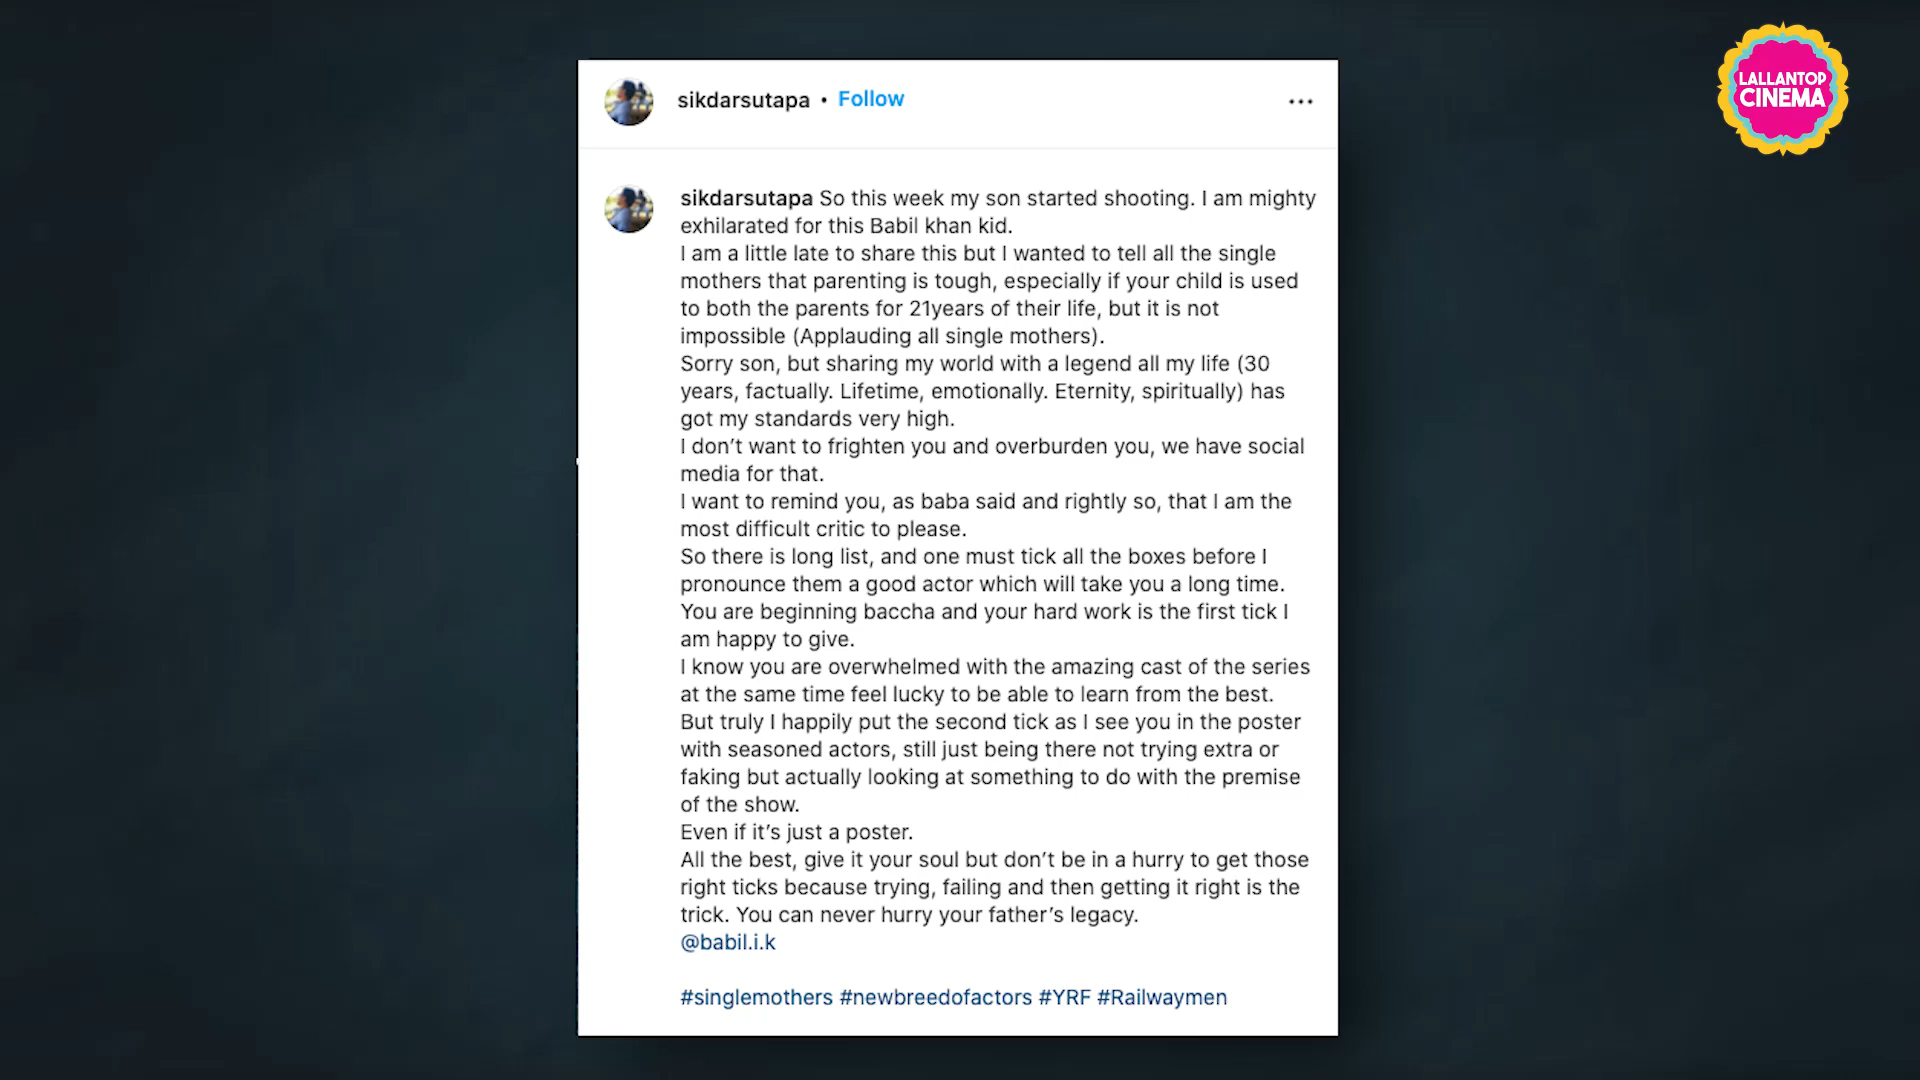 LALLANTOP
CINEMA
sikdarsutapa • Follow
sikdarsutapa So this week my son started shooting. I am mighty
exhilarated for this Babil khan kid.
I am a little late to share this but I wanted to tell all the single
mothers that parenting is tough, especially if your child is used
to both the parents for 21years of their life, but it is not
impossible (Applauding all single mothers).
Sorry son, but sharing my world with a legend all my life (30
years, factually. Lifetime, emotionally. Eternity, spiritually) has
got my standards very high.
I don’t want to frighten you and overburden you, we have social
media for that.
I want to remind you, as baba said and rightly so, that I am the
most difficult critic to please.
So there is long list, and one must tick all the boxes before I
pronounce them a good actor which will take you a long time.
You are beginning baccha and your hard work is the first tick I
am happy to give.
I know you are overwhelmed with the amazing cast of the series
at the same time feel lucky to be able to learn from the best.
But truly I happily put the second tick as I see you in the poster
with seasoned actors, still just being there not trying extra or
faking but actually looking at something to do with the premise
of the show.
Even if it’s just a poster.
All the best, give it your soul but don’t be in a hurry to get those
right ticks because trying, failing and then getting it right is the
trick. You can never hurry your father’s legacy.
@babil.i.k
#singlemothers #newbreedofactors #YRF #Railwaymen